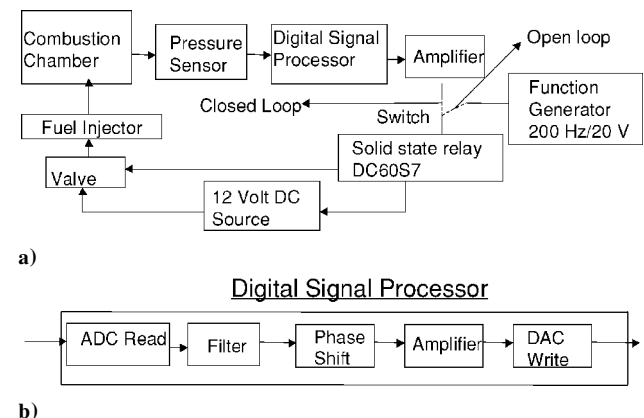 Combustion
Chamber
Pressure
Sensor
Digital Signal
Processor
Amplifier
Open loop
Function
Generator
200 Hz/20 V
Closed Loop
Switch
Fuel Injector
Solid state relay
DC60S7
Valve
12 Volt DC
Source
a)
Digital Signal Processor
ADC Read
Filter
Phase
Shift
Amplifier
DAC
Write
b)